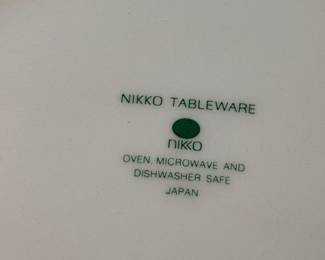 NIKKO TABLEWARE
nikko
OVEN, MICROWAVE AND
DISHWASHER SAFE
JAPAN